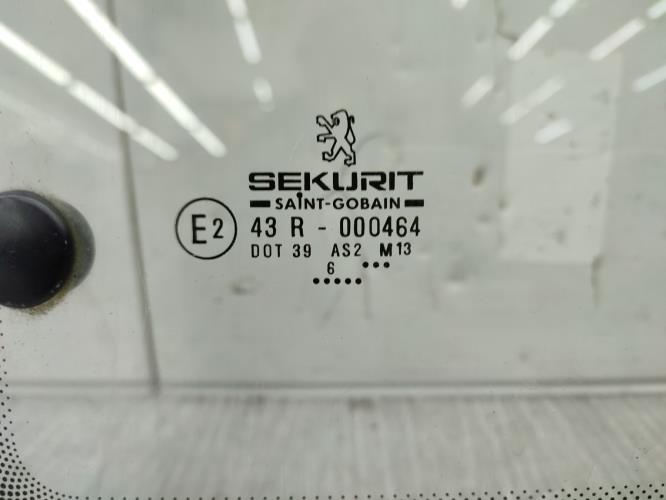 SEKURIT
SAINT-GOBAIN
E2 43 R - 000464
DOT 39 AS2 M13
6